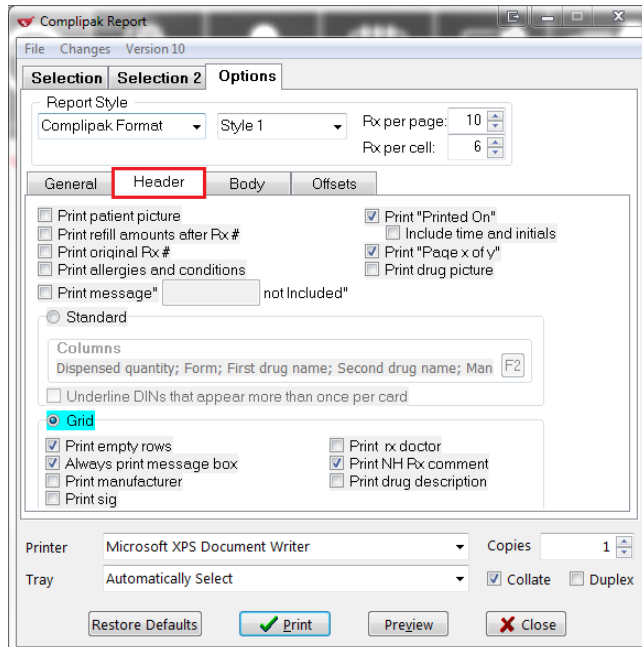 Complipak Report
File Changes Version 10
Selection Selection 2 Options
Report Style
Complipak Format Style 1 Rx per page: 10
Rx per cell: 6
General Header Body Offsets
Print patient picture Print "Printed On"
Print refill amounts after Rx # Include time and initials
Print original Rx # Print "Page x of y"
Print allergies and conditions Print drug picture
Print message" not Included"
Standard
Columns
Dispensed quantity; Form; First drug name; Second drug name; Man F2
Underline DINs that appear more than once per card
Grid
Print empty rows Print rx doctor
Always print message box Print NH Rx comment
Print manufacturer Print drug description
Print sig
Printer Microsoft XPS Document Writer Copies 1
Tray Automatically Select Collate Duplex
Restore Defaults Print Preview Close